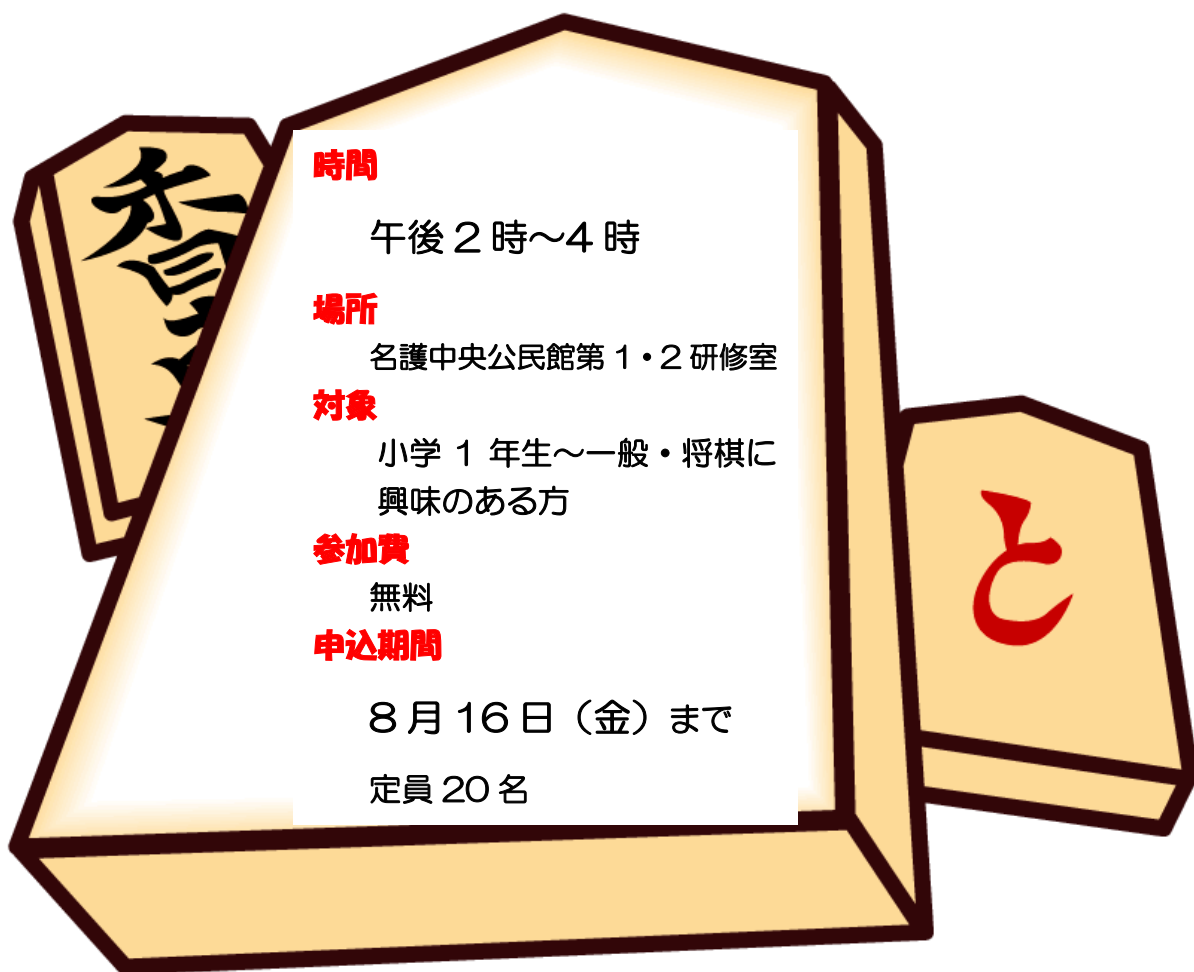 時間
午後2時～4時
場所
名護中央公民館第1・2研修室
対象
小学1年生～一般・将棋に
興味のある方
参加費
無料
申込期間
8月16日（金）まで
定員20名
香
と